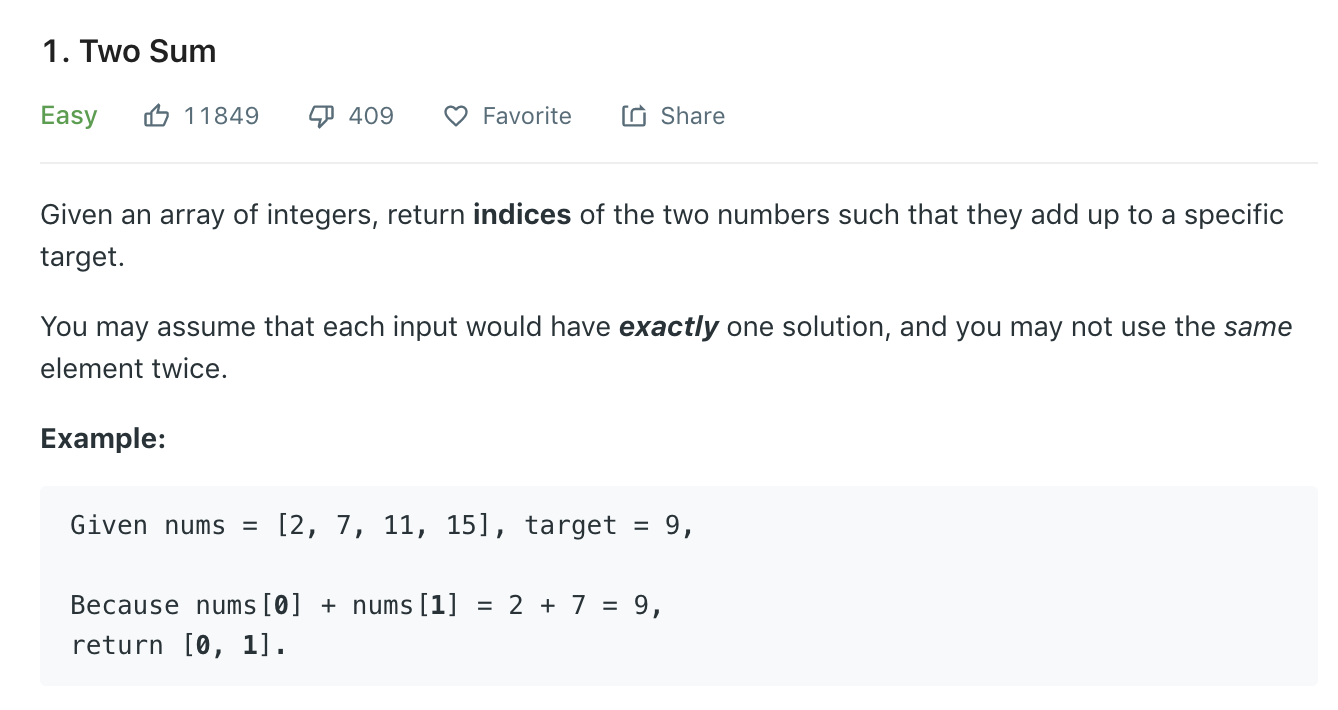 1. Two Sum
Easy 11849 409 Favorite Share
Given an array of integers, return indices of the two numbers such that they add up to a specific
target.
You may assume that each input would have exactly one solution, and you may not use the same
element twice.
Example:
Given nums = [2, 7, 11, 15], target = 9,
Because nums[0] + nums[1] = 2 + 7 = 9,
return [0, 1].